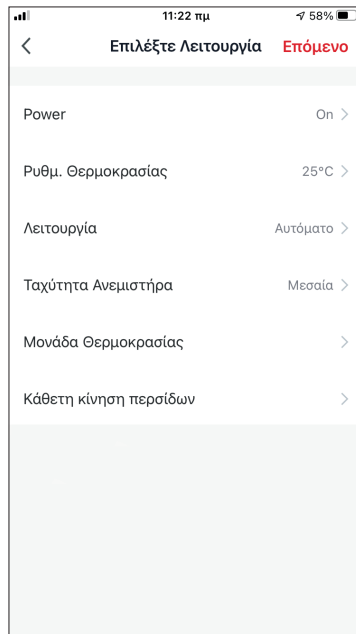 11:22 πμ 58%
Επιλέξτε Λειτουργία Επόμενο
Power On
Ρυθμ. Θερμοκρασίας 25°C
Λειτουργία Αυτόματο
Ταχύτητα Ανεμιστήρα Μεσαία
Μονάδα Θερμοκρασίας
Κάθετη κίνηση περσίδων